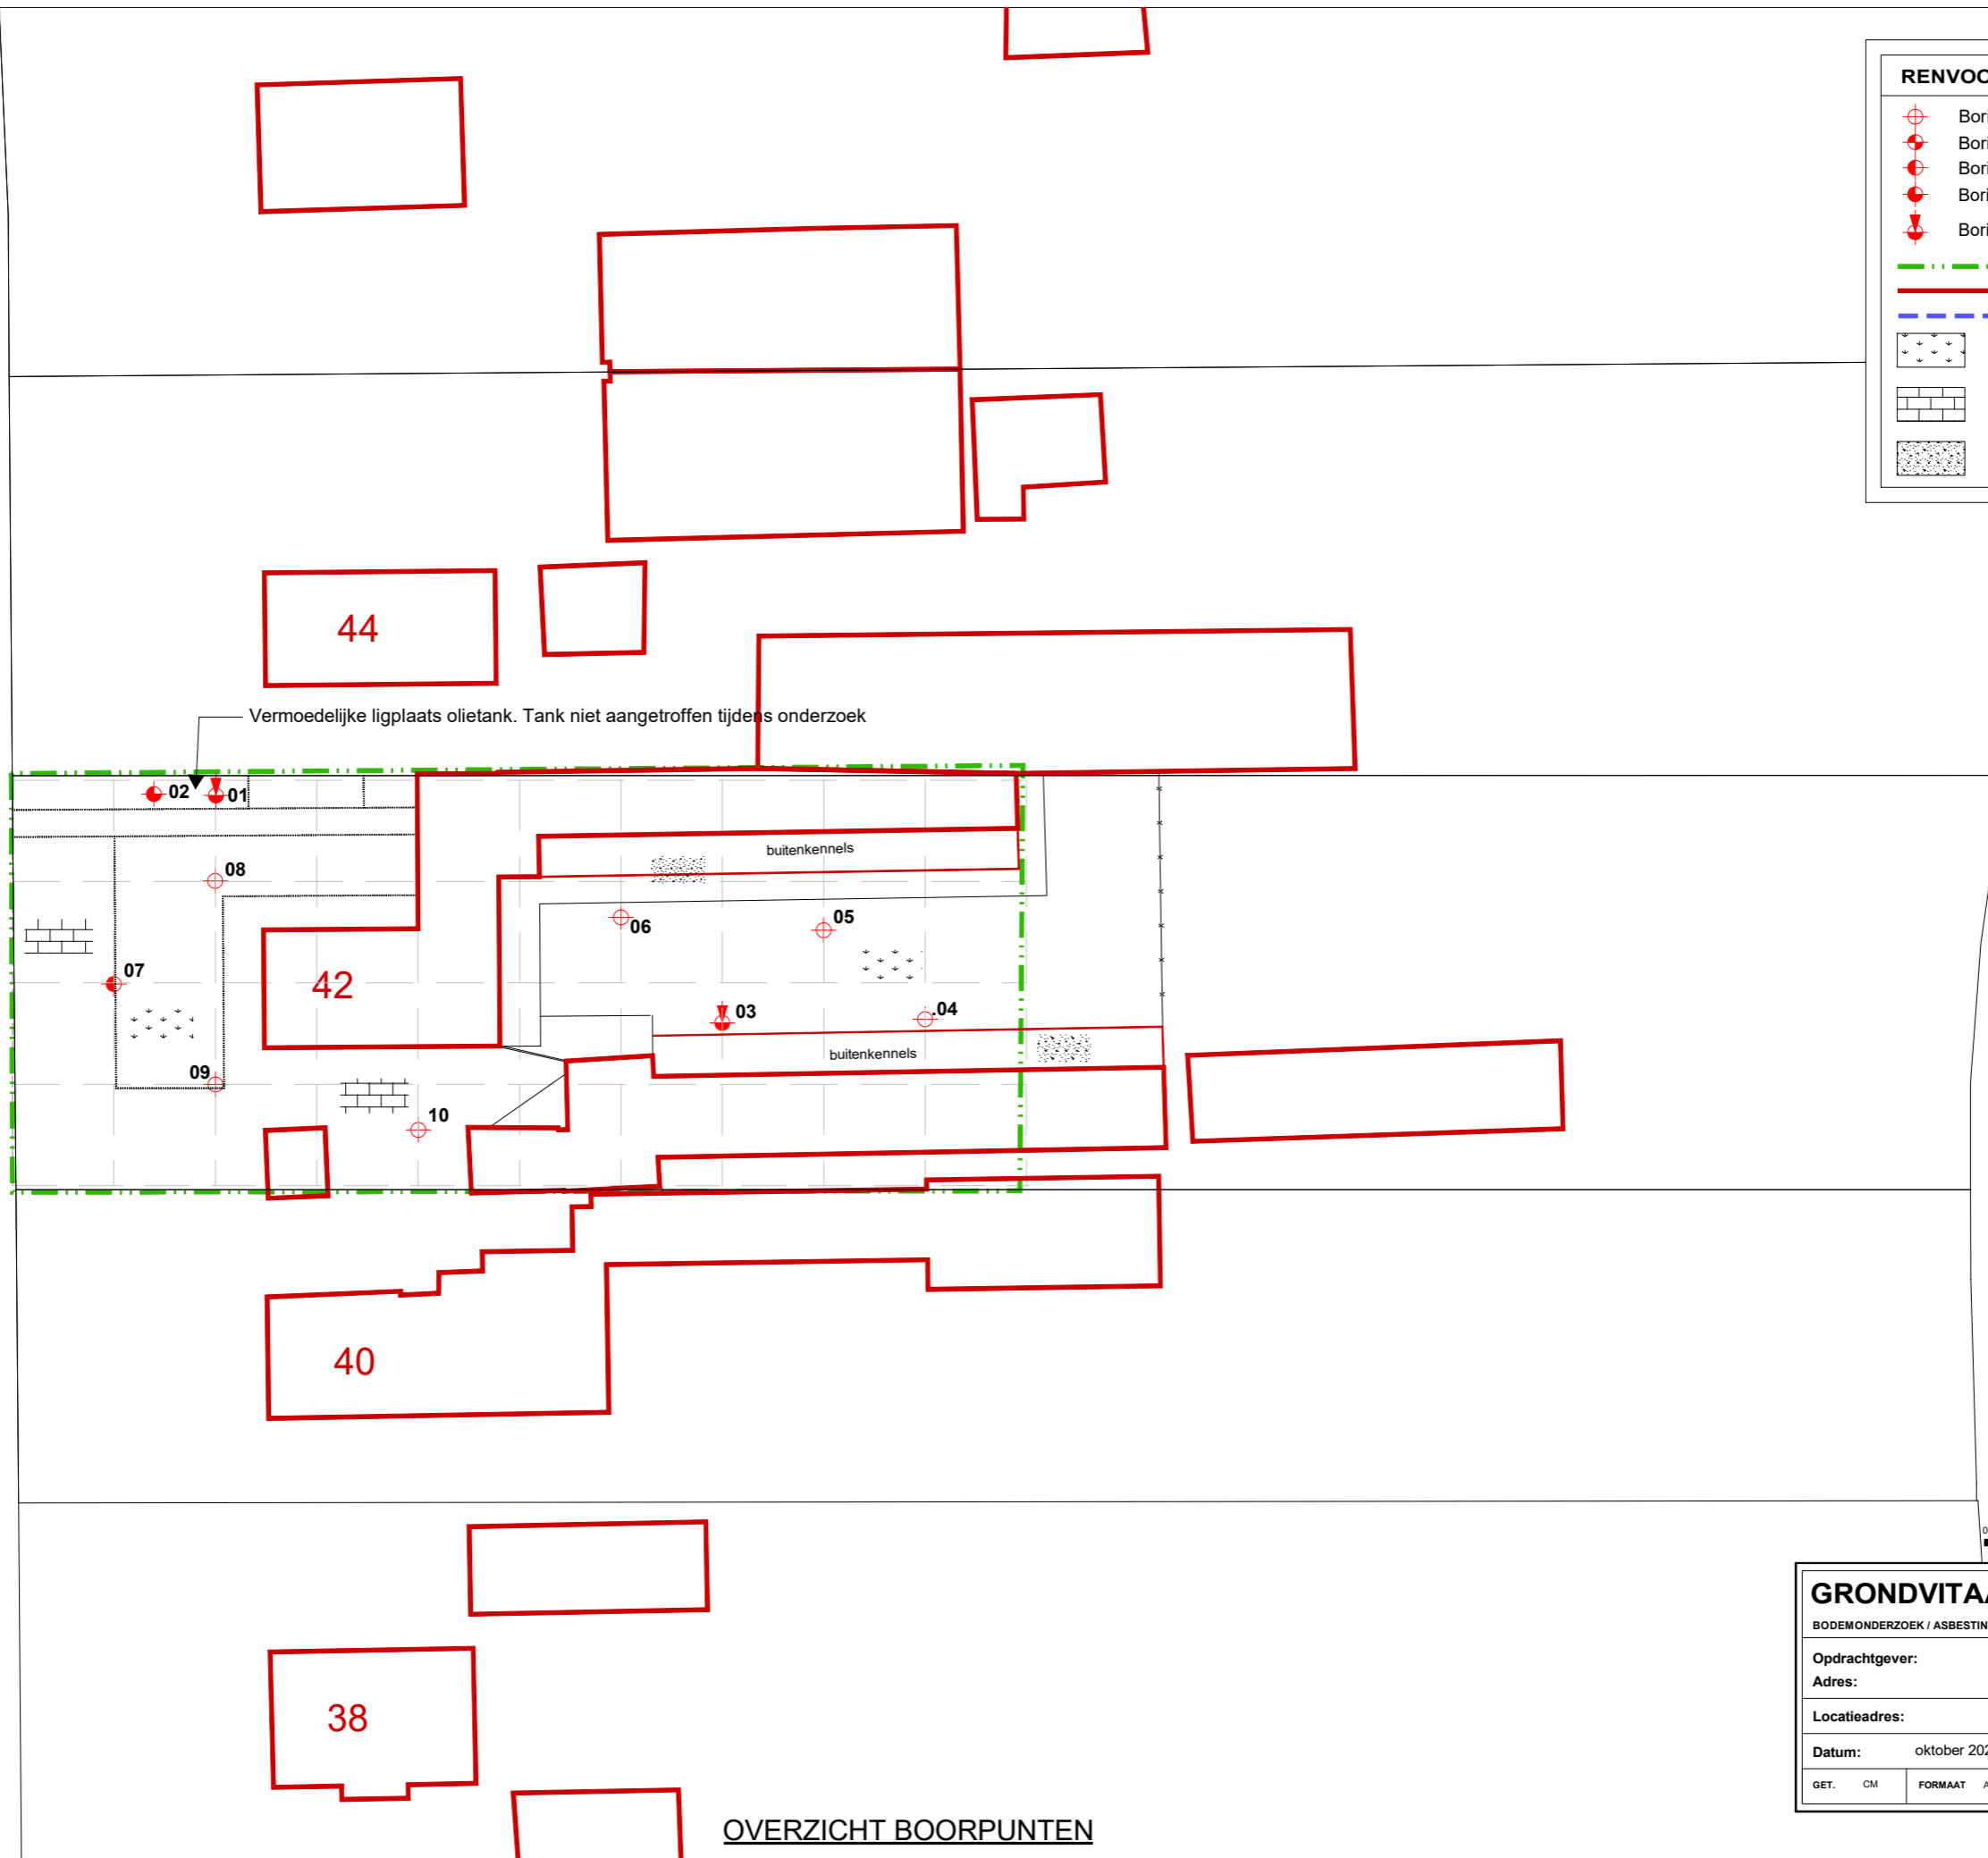 RENVOO
Bori
Bori
Bori
Bori
Bori
44
Vermoedelijke ligplaats olietank. Tank niet aangetroffen tijdens onderzoek
02
01
buitenkennels
08
06
05
07
42
03
.04
buitenkennels
09
10
40
0
GRONDVITAA
BODEMONDERZOEK / ASBESTIN
Opdrachtgever:
Adres:
Locatieadres:
38
Datum: oktober 202
GET. CM FORMAAT A
OVERZICHT BOORPUNTEN